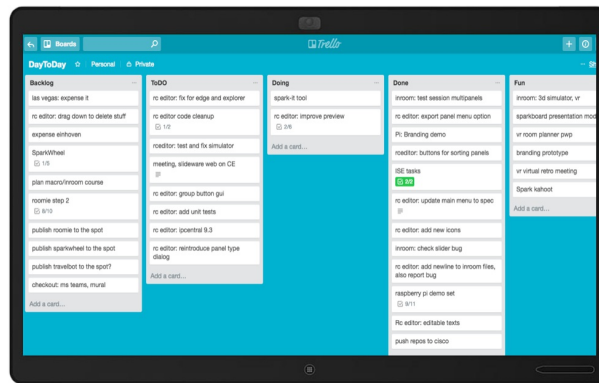 Boards
Trello
DayToDay
Personal
Private
Backlog
las vegas: expense it
rc editor: drag down to delete stuff
expense einhoven
SparkWheel
1/5
plan macro/inroom course
roomie step 2
8/10
publish roomie to the spot
publish sparkwheel to the spot
publish travelbot to the spot?
checkout: ms teams, mural
Add a card...
ToDO
rc editor: fix for edge and explorer
rc editor code cleanup
1/2
roeditor: test and fix simulator
meeting, slideware web on CE
rc editor: group button gui
rc editor: add unit tests
rc editor: ipcentral 9.3
rc editor: reintroduce panel type
dialog
Add a card...
Doing
spark-it tool
rc editor: improve preview
2/6
Add a card...
Done
inroom: test session multipanels
rc editor: export panel menu option
Pi: Branding demo
roeditor: buttons for sorting panels
ISE tasks
2/2
rc editor: update main menu to spec
rc editor: add new icons
inroom: check slider bug
rc editor: add newline to inroom files,
also report bug
raspberry pi demo set
9/11
Rc editor: editable texts
push repos to cisco
Fun
inroom: 3d simulator, vr
sparkboard presentation mod
vr room planner pwp
branding prototype
vr virtual retro meeting
Spark kahoot
Add a card...